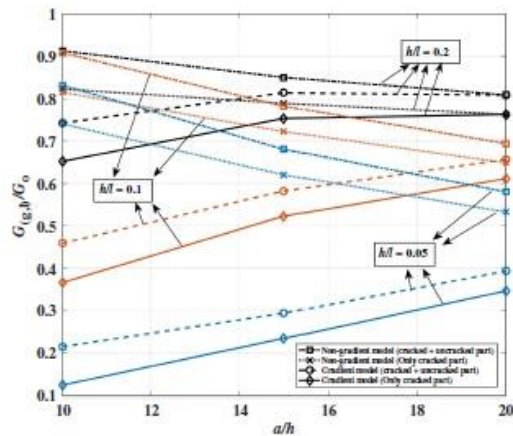 1
0.9
0.8
0.7
0.6
0.5
0.4
0.3
0.2
0.1
G(g,b)/Go
h/l = 0.2
h/l = 0.1
h/l = 0.05
Non-gradient model (cracked + uncracked part)
Non-gradient model (Only cracked part)
Gradient model (cracked + uncracked part)
Gradient model (Only cracked part)
10 12 14 16 18 20
a/h